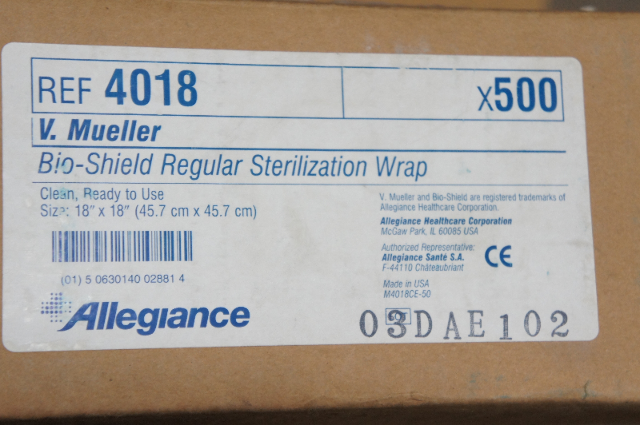 REF 4018 x500
V. Mueller
Bio-Shield Regular Sterilization Wrap
Clean, Ready to Use
Size: 18" x 18" (45.7 cm x 45.7 cm)
(01) 5 0630140 02881 4
Allegiance
V. Mueller and Bio-Shield are registered trademarks of
Allegiance Healthcare Corporation.
Allegiance Healthcare Corporation
McGaw Park, IL 60085 USA
Authorized Representative:
Allegiance Santé S.A.
F-44110 Châteaubriant
CE
Made in USA
M4018CE-50
03DAE102